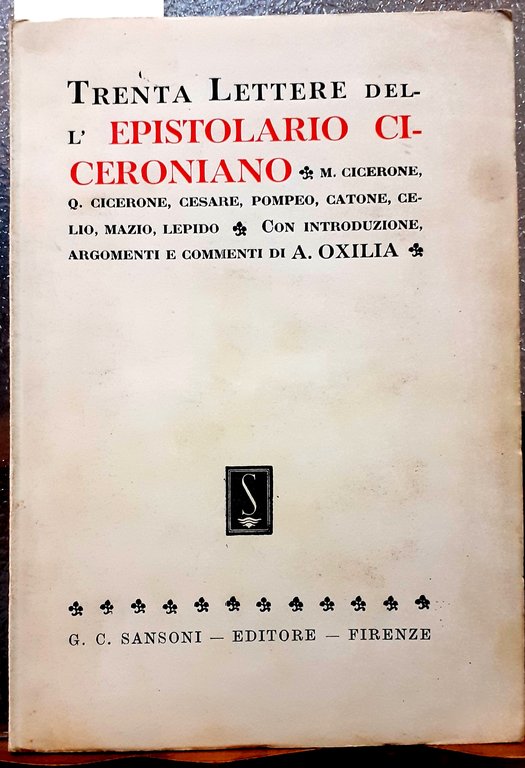 TRENTA LETTERE DEL-
L' EPISTOLARIO CI-
CERONIANO M. CICERONE,
Q. CICERONE, CESARE, POMPEO, CATONE, CE-
LIO, MAZIO, LEPIDO CON INTRODUZIONE,
ARGOMENTI E COMMENTI DI A. OXILIA
S
G. C. SANSONI — EDITORE — FIRENZE